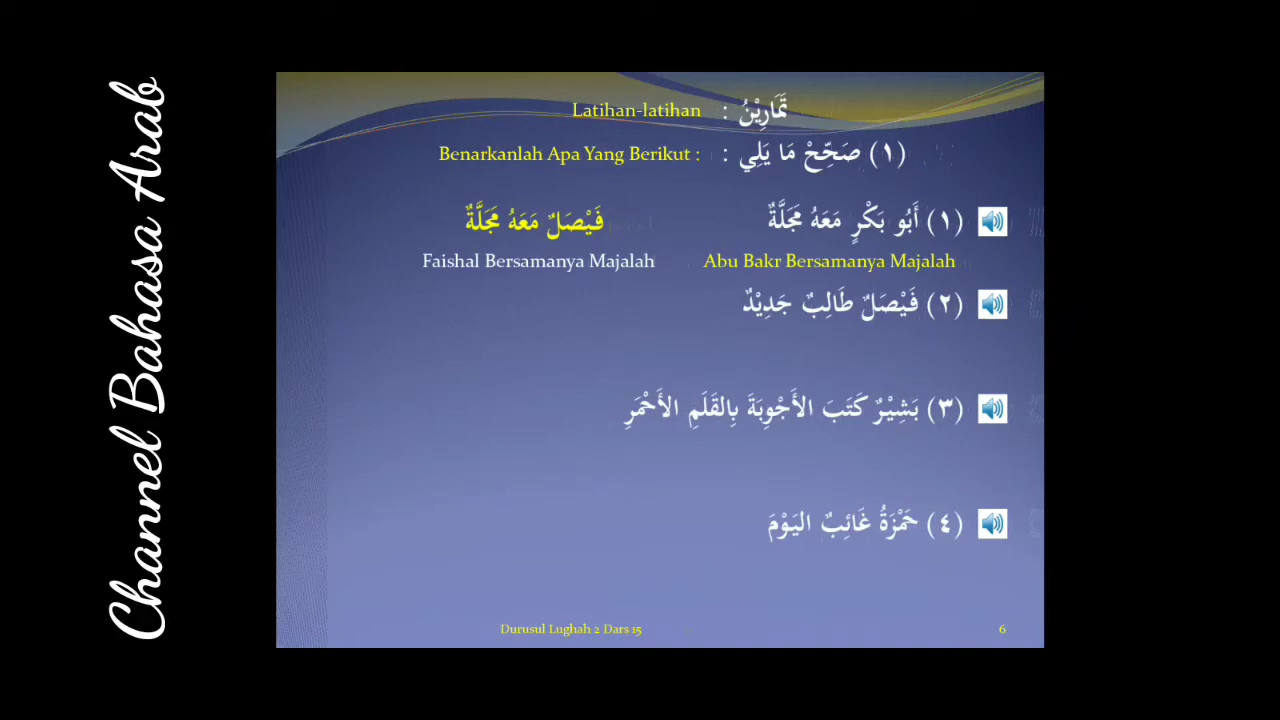 Channel Bahasa Arab
تَمَارِيْنُ : Latihan-latihan
(١) صَحِّحْ مَا يَلِي : Benarkanlah Apa Yang Berikut :
(١) أَبُو بَكْرٍ مَعَهُ مَجَلَّةٌ فَيْصَلٌ مَعَهُ مَجَلَّةٌ
Abu Bakr Bersamanya Majalah Faishal Bersamanya Majalah
(٢) فَيْصَلٌ طَالِبٌ جَدِيْدٌ
(٣) بَشِيْرٌ كَتَبَ الأَجْوِبَةَ بِالقَلَمِ الأَحْمَرِ
(٤) حَمْزَةُ غَائِبٌ اليَوْمَ
Durusul Lughah 2 Dars 15
6